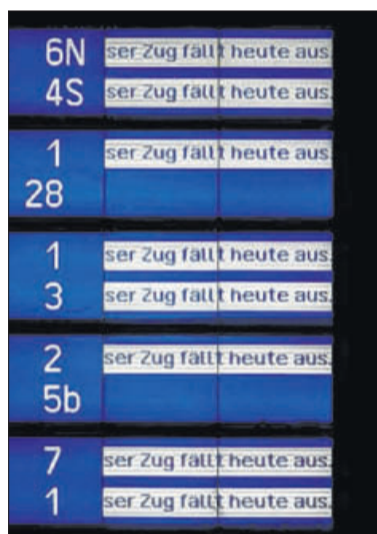 6N ser Zug fällt heute aus.
4S ser Zug fällt heute aus.
1 ser Zug fällt heute aus.
28
1 ser Zug fällt heute aus.
3 ser Zug fällt heute aus.
2 ser Zug fällt heute aus.
5b
7 ser Zug fällt heute aus.
1 ser Zug fällt heute aus.